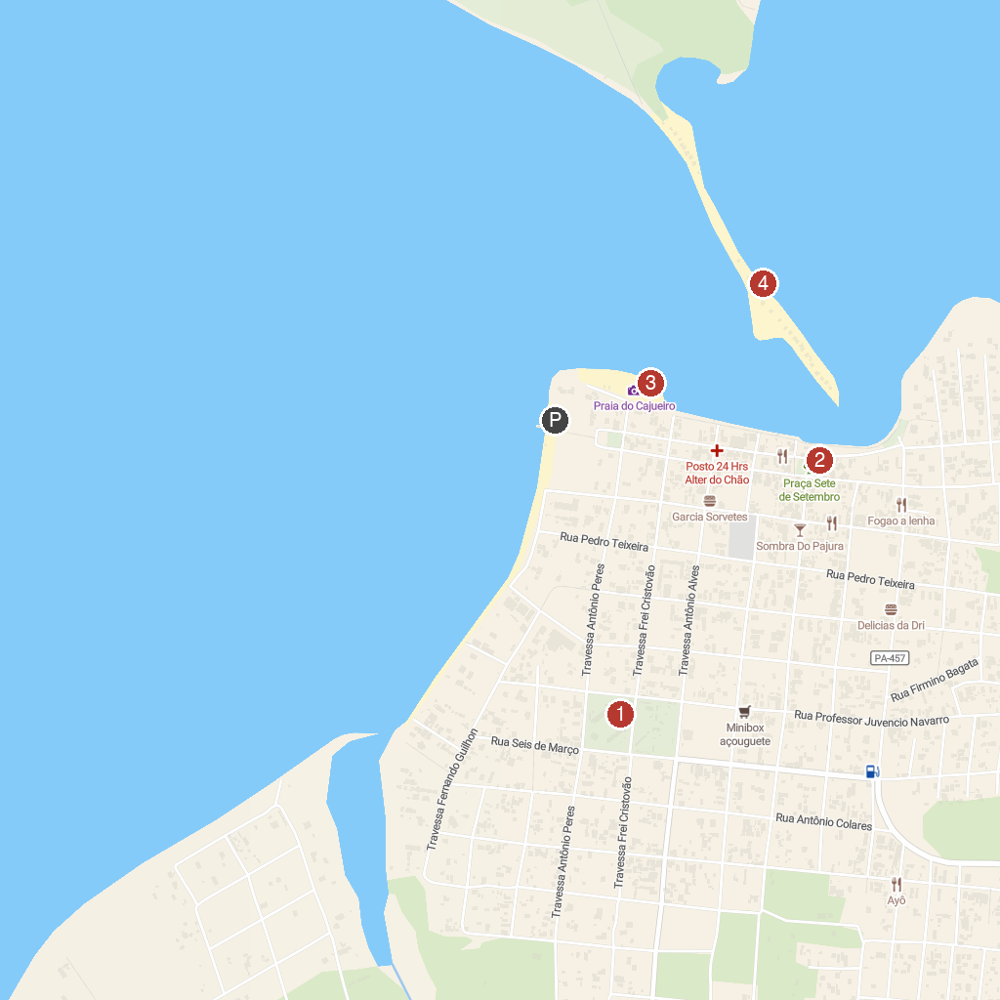 4
3
Praia do Cajueiro
P
2
Posto 24 Hrs
Alter do Chão
Praça Sete
de Setembro
Garcia Sorvetes
Fogao a lenha
Sombra Do Pajura
Rua Pedro Teixeira
Rua Pedro Teixeira
Travessa Antônio Peres
Travessa Frei Cristovão
Travessa Antônio Alves
Delicias da Dri
PA-457
Rua Firmino Bagata
1
Minibox
açouguete
Rua Professor Juvencio Navarro
Rua Seis de Março
Travessa Fernando Guilhon
Travessa Antônio Peres
Travessa Frei Cristovão
Rua Antônio Colares
Ayô